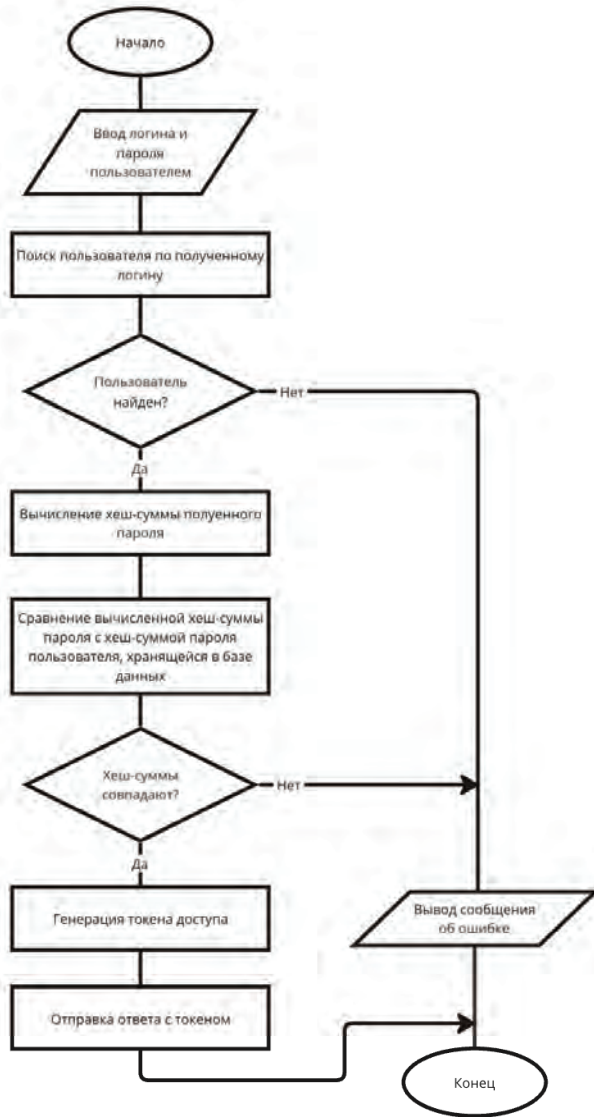 Начало
Ввод логина и
пароля
пользователем
Поиск пользователя по полученному
логину
Пользователь
найден?
Нет
Да
Вычисление хеш-суммы полуенного
пароля
Сравнение вычисленной хеш-суммы
пароля с хеш-суммой пароля
пользователя, хранящейся в базе
данных
Хеш-суммы
совпадают?
Нет
Да
Генерация токена доступа
Вывод сообщения
об ошибке
Отправка ответа с токеном
Конец